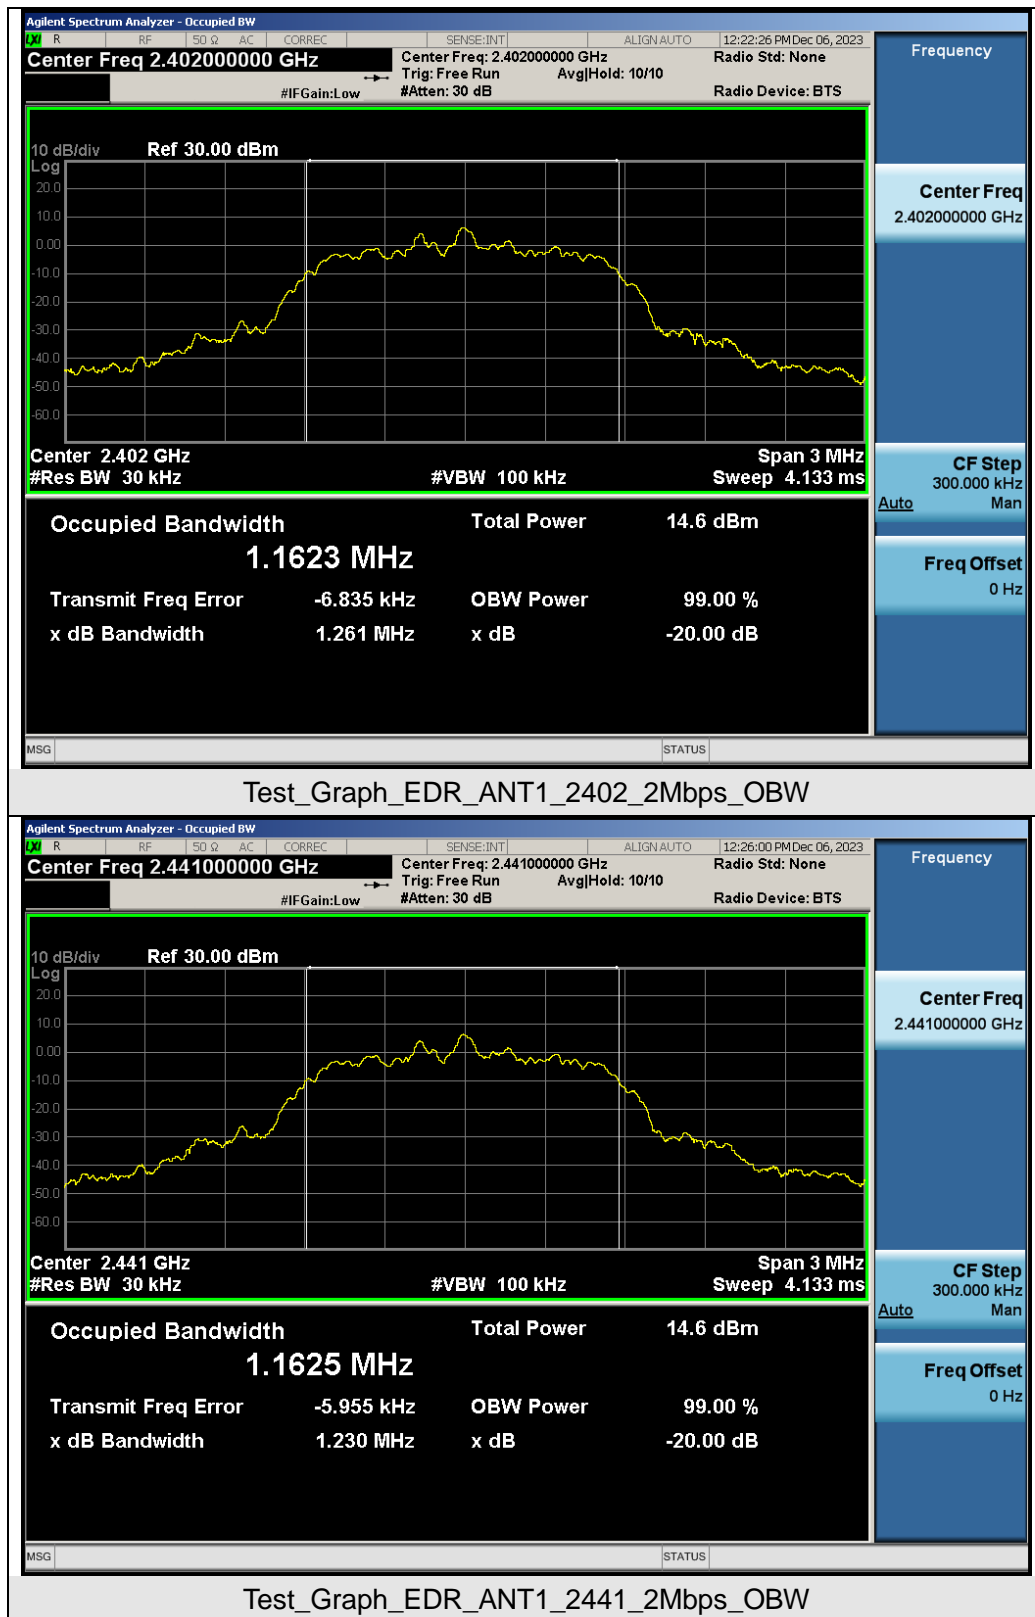 Agilent Spectrum Analyzer - Occupied BW
LXI R RF 50 Ω AC CORREC SENSE:INT ALIGN AUTO 12:22:26 PM Dec 06, 2023
Center Freq 2.402000000 GHz
Center Freq: 2.402000000 GHz Radio Std: None
Trig: Free Run Avg|Hold: 10/10
#IFGain:Low #Atten: 30 dB Radio Device: BTS
10 dB/div Ref 30.00 dBm
Log
20.0
10.0
0.00
-10.0
-20.0
-30.0
-40.0
-50.0
-60.0
Center 2.402 GHz Span 3 MHz
#Res BW 30 kHz #VBW 100 kHz Sweep 4.133 ms
Occupied Bandwidth Total Power 14.6 dBm
1.1623 MHz
Transmit Freq Error -6.835 kHz OBW Power 99.00 %
x dB Bandwidth 1.261 MHz x dB -20.00 dB
MSG STATUS
Frequency
Center Freq
2.402000000 GHz
CF Step
300.000 kHz
Auto Man
Freq Offset
0 Hz
Test_Graph_EDR_ANT1_2402_2Mbps_OBW
Agilent Spectrum Analyzer - Occupied BW
LXI R RF 50 Ω AC CORREC SENSE:INT ALIGN AUTO 12:26:00 PM Dec 06, 2023
Center Freq 2.441000000 GHz
Center Freq: 2.441000000 GHz Radio Std: None
Trig: Free Run Avg|Hold: 10/10
#IFGain:Low #Atten: 30 dB Radio Device: BTS
10 dB/div Ref 30.00 dBm
Log
20.0
10.0
0.00
-10.0
-20.0
-30.0
-40.0
-50.0
-60.0
Center 2.441 GHz Span 3 MHz
#Res BW 30 kHz #VBW 100 kHz Sweep 4.133 ms
Occupied Bandwidth Total Power 14.6 dBm
1.1625 MHz
Transmit Freq Error -5.955 kHz OBW Power 99.00 %
x dB Bandwidth 1.230 MHz x dB -20.00 dB
MSG STATUS
Frequency
Center Freq
2.441000000 GHz
CF Step
300.000 kHz
Auto Man
Freq Offset
0 Hz
Test_Graph_EDR_ANT1_2441_2Mbps_OBW